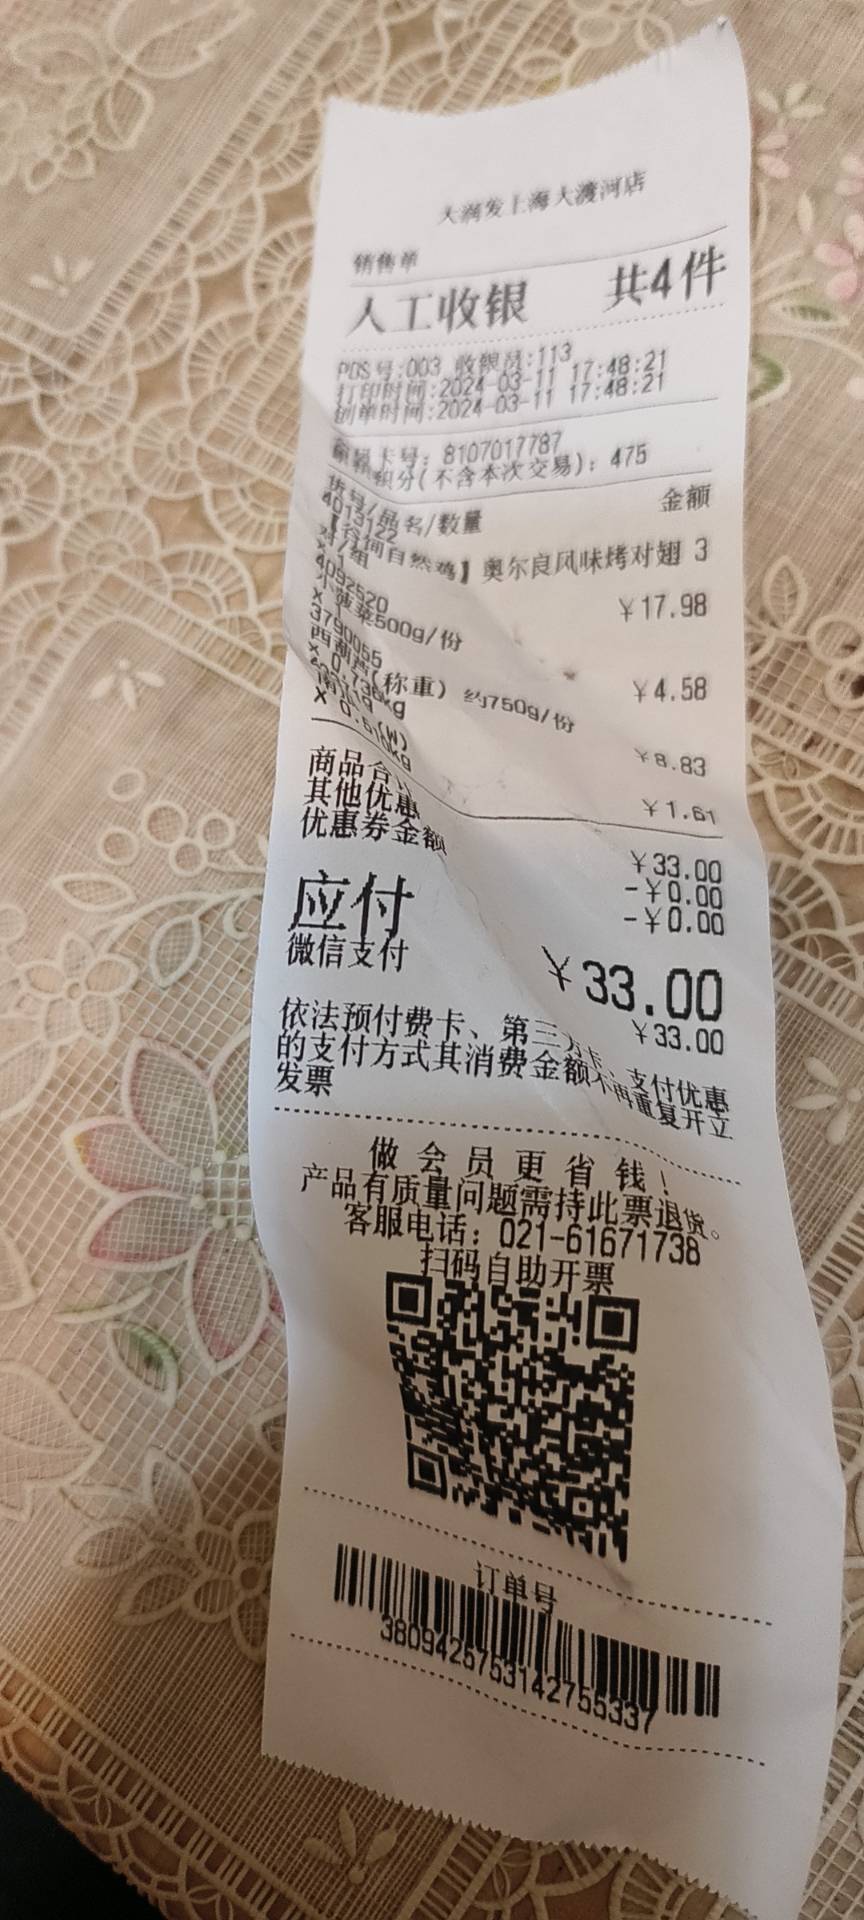 大润发上海大渡河店
销售单
人工收银 共4件
POS号:003 收银员:113
打印时间:2024-03-11 17:48:21
创单时间:2024-03-11 17:48:21
会员卡号: 8107017787
积分(不含本次交易): 475
货号/品名/数量 金额
4013122
【谷饲自然鸡】奥尔良风味烤对翅 3
对/组
x 1 ¥17.98
4092520
小菠菜500g/份
x 1 ¥4.58
3790055
西葫芦(称重) 约750g/份
x 0.736kg ¥8.83
(W)
x 0.510kg ¥1.61
商品合计 ¥33.00
其他优惠 -¥0.00
优惠券金额 -¥0.00
应付 ¥33.00
微信支付 ¥33.00
依法预付费卡、第三方卡、支付优惠
的支付方式其消费金额不再重复开立
发票
做会员更省钱!
产品有质量问题需持此票退货。
客服电话: 021-61671738
扫码自助开票
订单号
3809425753142755337